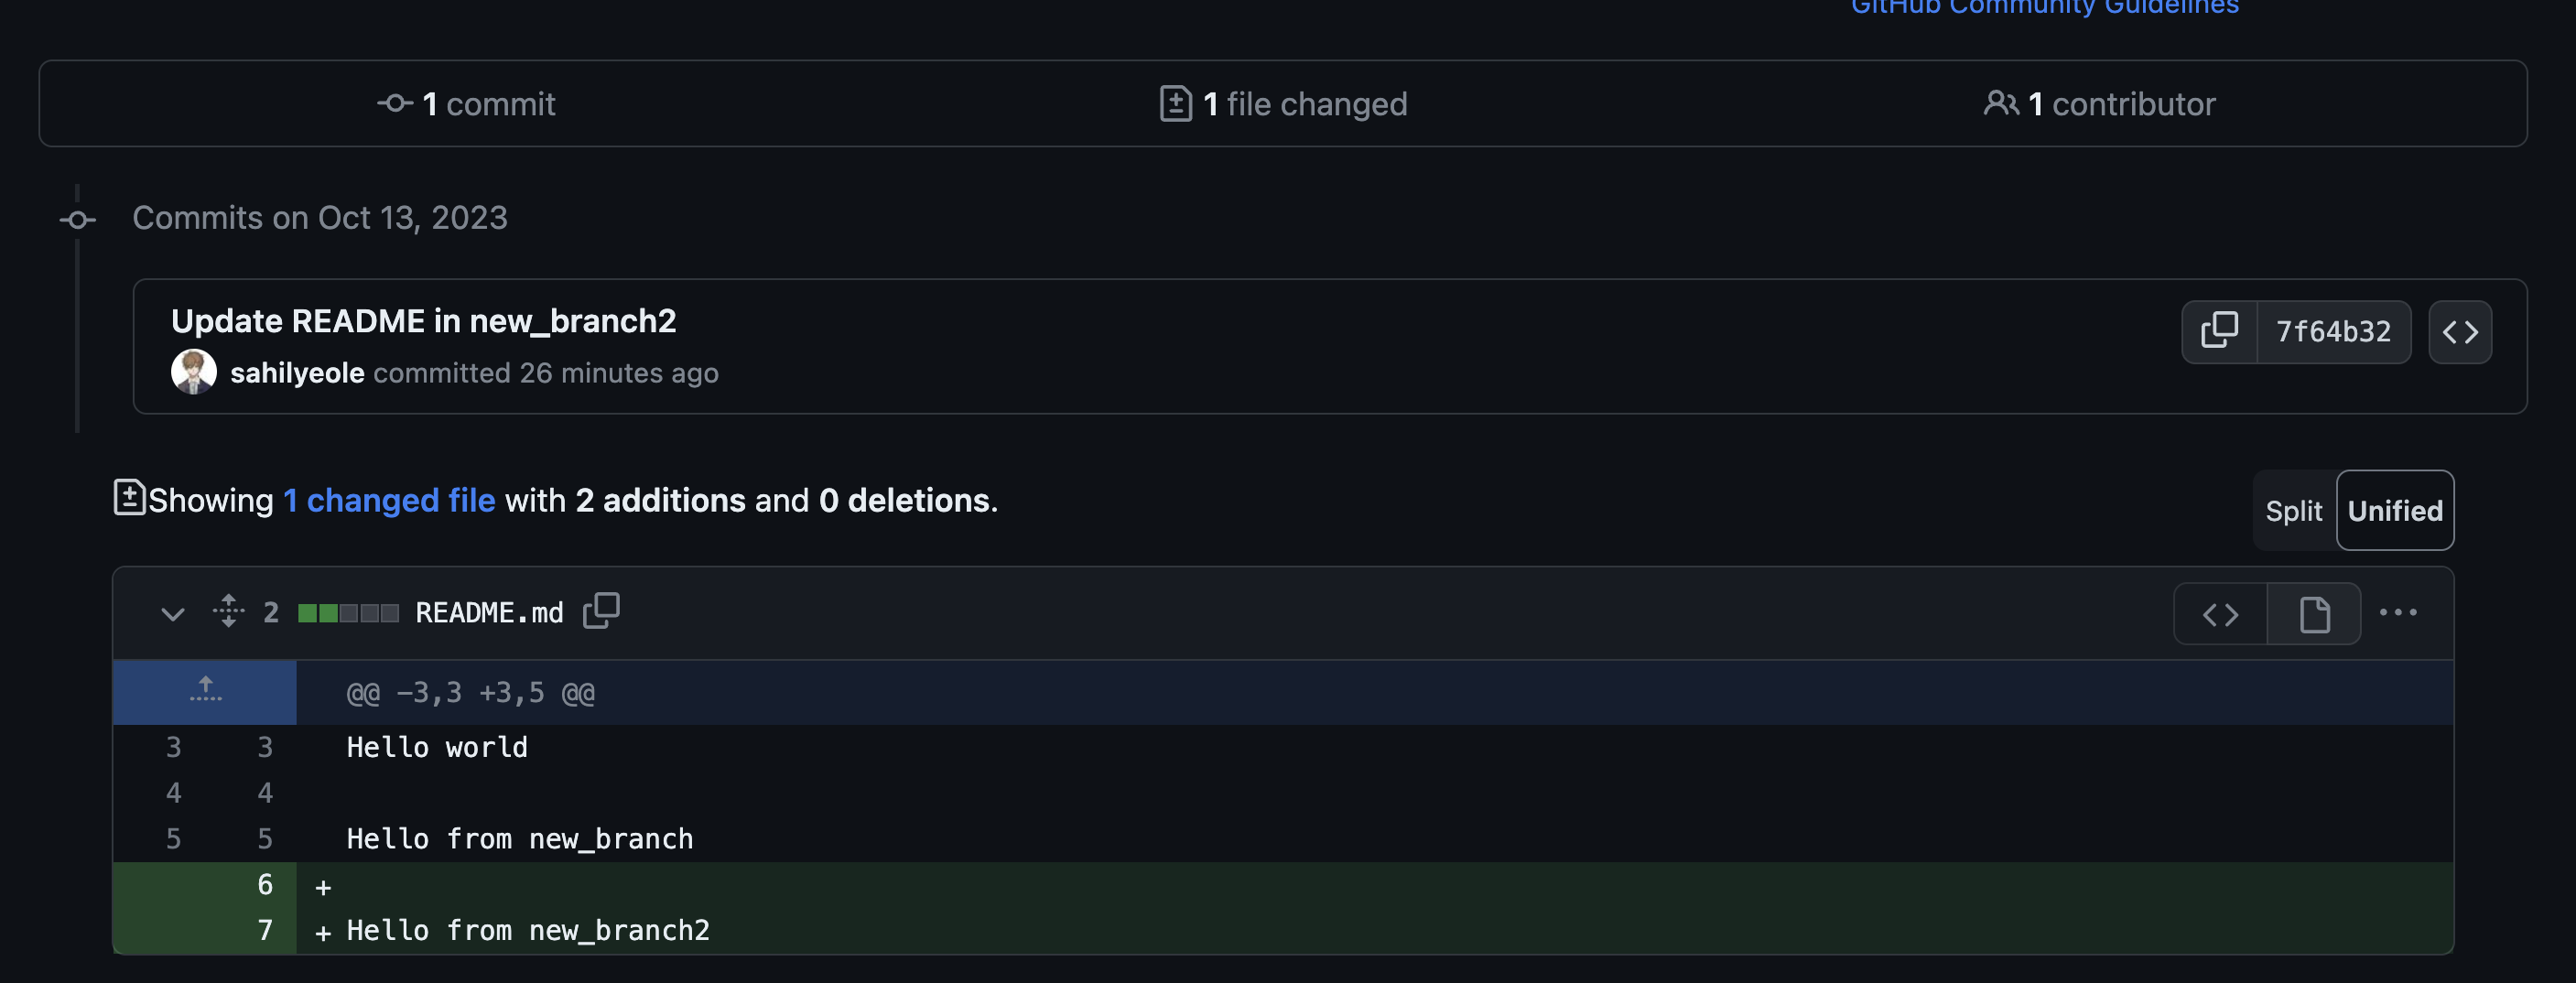 GitHub Community Guidelines
1 commit
1 file changed
1 contributor
Commits on Oct 13, 2023
Update README in new_branch2
7f64b32
sahilyeole committed 26 minutes ago
Showing 1 changed file with 2 additions and 0 deletions.
Split
Unified
2 README.md
@@ -3,3 +3,5 @@
3 3 Hello world
4 4
5 5 Hello from new_branch
6 +
7 + Hello from new_branch2